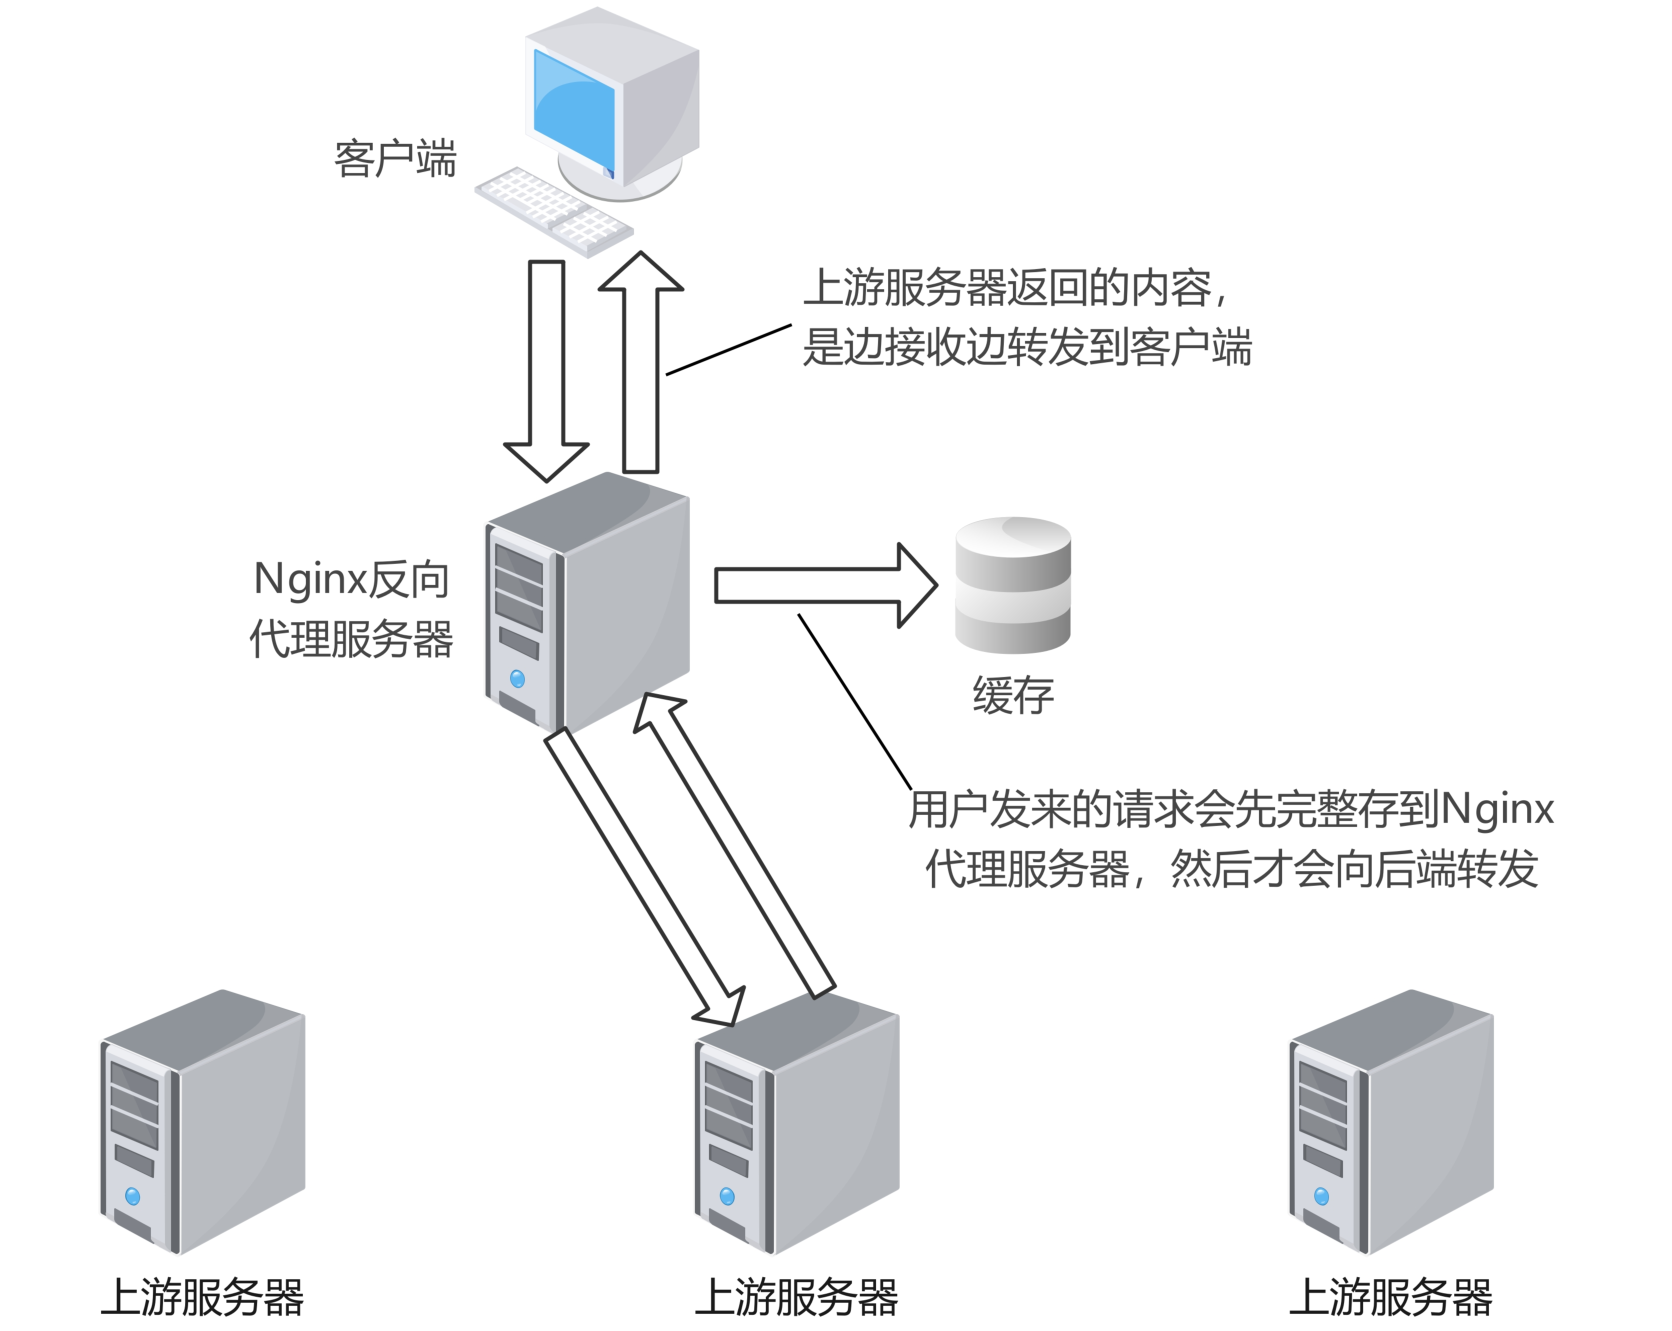 客户端
上游服务器返回的内容，
是边接收边转发到客户端
Nginx反向
代理服务器
缓存
用户发来的请求会先完整存到Nginx
代理服务器，然后才会向后端转发
上游服务器
上游服务器
上游服务器